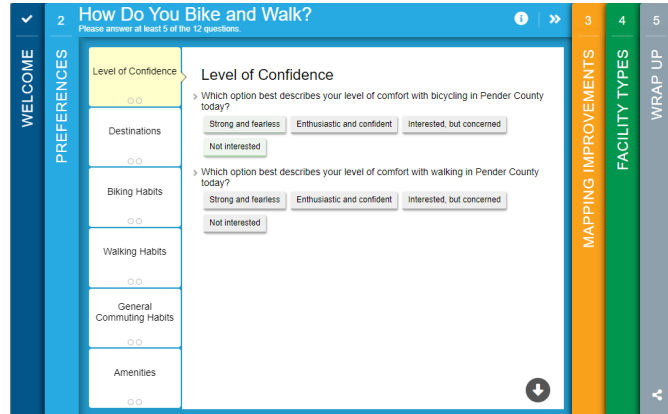 WELCOME
2
PREFERENCES
How Do You Bike and Walk?
Please answer at least 5 of the 12 questions.
Level of Confidence
Destinations
Biking Habits
Walking Habits
General
Commuting Habits
Amenities
Level of Confidence
Which option best describes your level of comfort with bicycling in Pender County
today?
Strong and fearless
Enthusiastic and confident
Interested, but concerned
Not interested
Which option best describes your level of comfort with walking in Pender County
today?
Strong and fearless
Enthusiastic and confident
Interested, but concerned
Not interested
3
MAPPING IMPROVEMENTS
4
FACILITY TYPES
5
WRAP UP